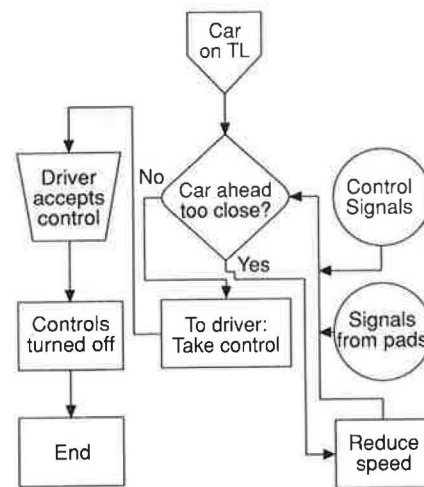 Car
on TL
Driver
accepts
control
No
Car ahead
too close?
Control
Signals
Yes
Controls
turned off
To driver:
Take control
Signals
from pads
End
Reduce
speed